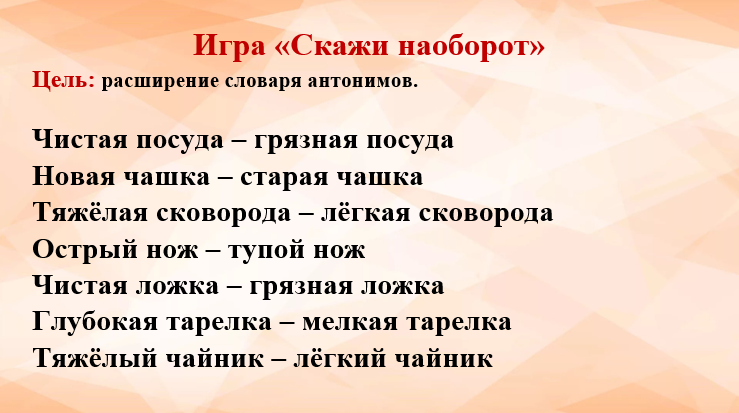 Игра «Скажи наоборот»
Цель: расширение словаря антонимов.
Чистая посуда – грязная посуда
Новая чашка – старая чашка
Тяжёлая сковорода – лёгкая сковорода
Острый нож – тупой нож
Чистая ложка – грязная ложка
Глубокая тарелка – мелкая тарелка
Тяжёлый чайник – лёгкий чайник